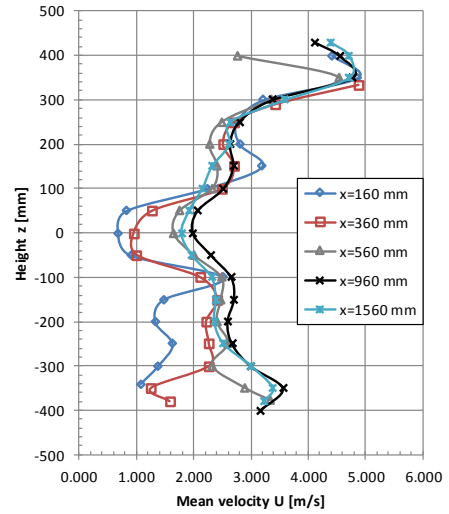 500
400
300
200
100
0
-100
-200
-300
-400
-500
Height z [mm]
x=160 mm
x=360 mm
x=560 mm
x=960 mm
x=1560 mm
0.000 1.000 2.000 3.000 4.000 5.000 6.000
Mean velocity U [m/s]